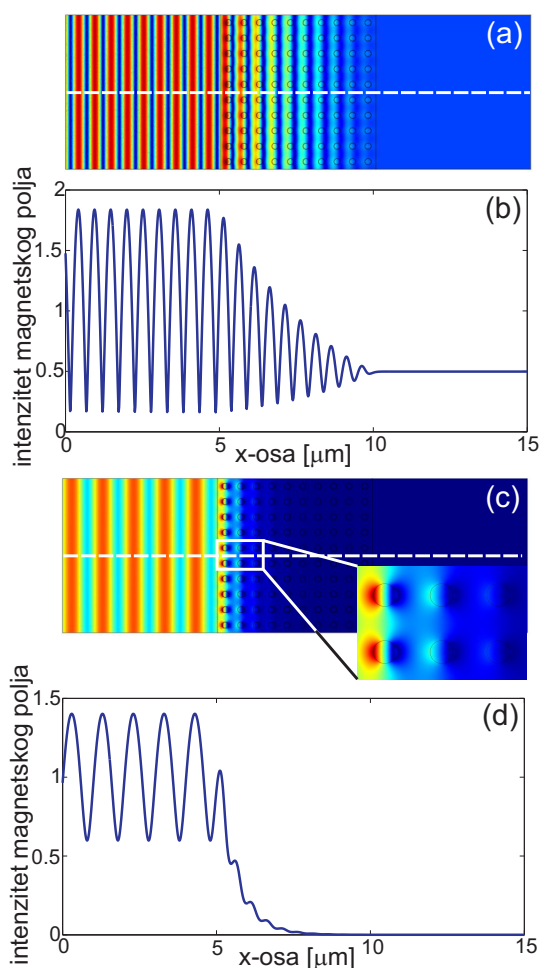 (a)
(b)
intenzitet magnetskog polja
2
1.5
1
0.5
0
0
5
10
15
x-osa [μm]
(c)
(d)
intenzitet magnetskog polja
1.5
1
0.5
0
0
5
10
15
x-osa [μm]